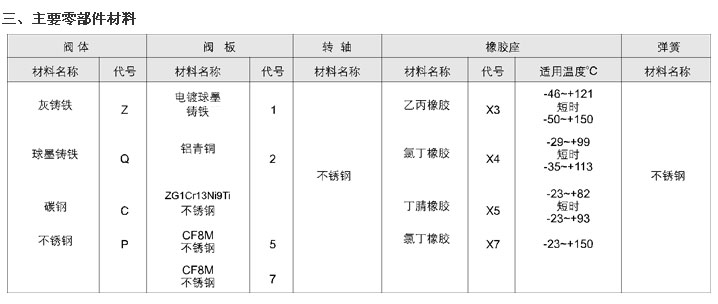 三、主要零部件材料
阀体 阀板 转轴 橡胶座 弹簧
材料名称 代号 材料名称 代号 材料名称 材料名称 代号 适用温度°C 材料名称
灰铸铁 Z 电镀球墨铸铁 1 不锈钢 乙丙橡胶 X3 -46~+121 短时 -50~+150 不锈钢
球墨铸铁 Q 铝青铜 2 氯丁橡胶 X4 -29~+99 短时 -35~+113
碳钢 C ZG1Cr13Ni9Ti 不锈钢 丁腈橡胶 X5 -23~+82 短时 -23~+93
不锈钢 P CF8M 不锈钢 5 氯丁橡胶 X7 -23~+150
CF8M 不锈钢 7